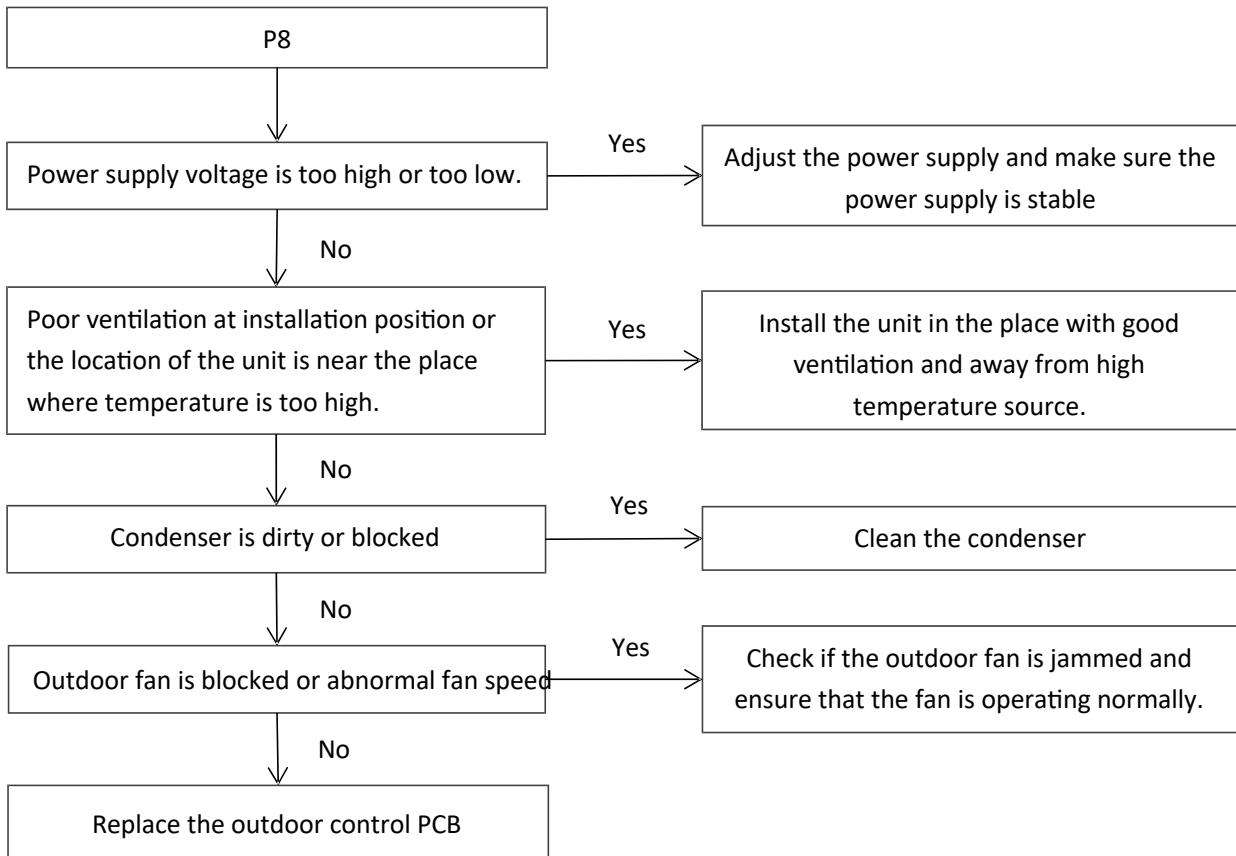 P8
Yes
Power supply voltage is too high or too low.
Adjust the power supply and make sure the
power supply is stable
No
Poor ventilation at installation position or
the location of the unit is near the place
where temperature is too high.
Yes
Install the unit in the place with good
ventilation and away from high
temperature source.
No
Condenser is dirty or blocked
Yes
Clean the condenser
No
Outdoor fan is blocked or abnormal fan speed
Yes
Check if the outdoor fan is jammed and
ensure that the fan is operating normally.
No
Replace the outdoor control PCB